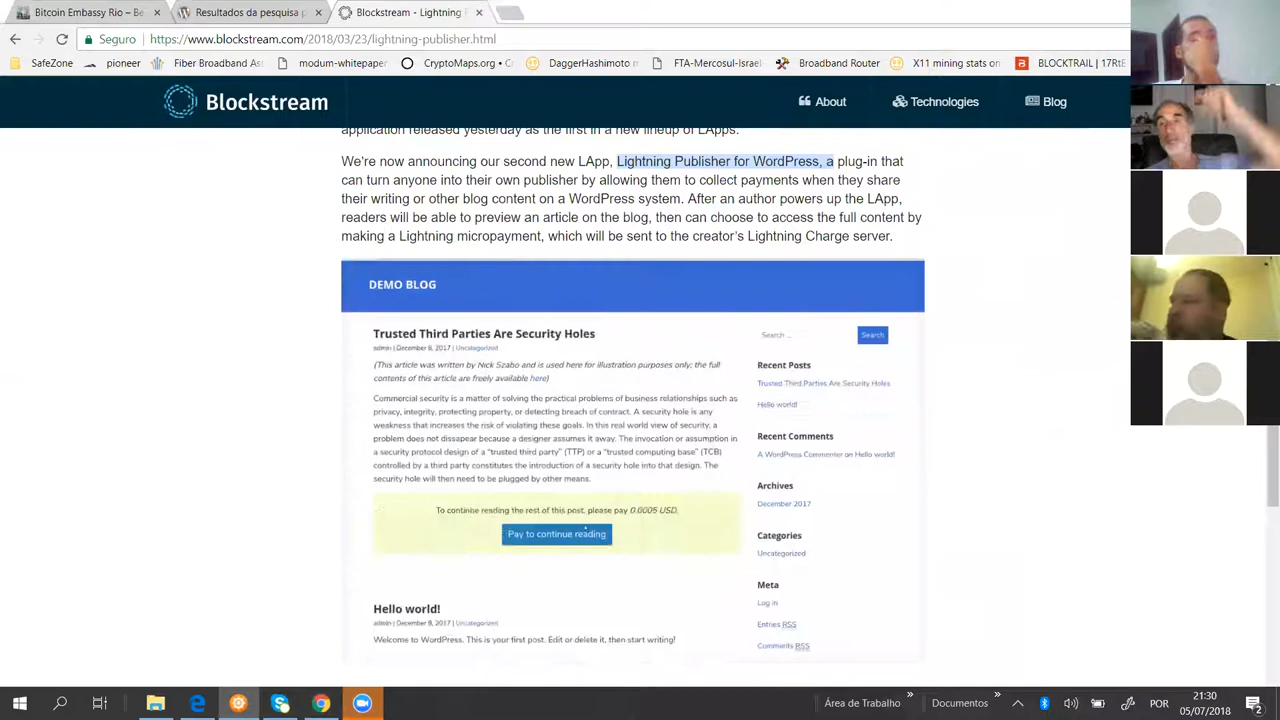 Bitcoin Embassy Rio – Be
Resultados da pesquisa p
Blockstream - Lightning F
Seguro
https://www.blockstream.com/2018/03/23/lightning-publisher.html
SafeZone
pioneer
Fiber Broadband Ass
modum-whitepaper
CryptoMaps.org •
DaggerHashimoto m
FTA-Mercosul-Israel-
Broadband Router
X11 mining stats on
BLOCKTRAIL | 17RtE
Blockstream
About
Technologies
Blog
application released yesterday as the first in a new lineup of LApps.
We're now announcing our second new LApp, Lightning Publisher for WordPress, a plug-in that
can turn anyone into their own publisher by allowing them to collect payments when they share
their writing or other blog content on a WordPress system. After an author powers up the LApp,
readers will be able to preview an article on the blog, then can choose to access the full content by
making a Lightning micropayment, which will be sent to the creator's Lightning Charge server.
DEMO BLOG
Trusted Third Parties Are Security Holes
admin | December 8, 2017 | Uncategorized
(This article was written by Nick Szabo and is used here for illustration purposes only; the full
contents of this article are freely available here)
Commercial security is a matter of solving the practical problems of business relationships such as
privacy, integrity, protecting property, or detecting breach of contract. A security hole is any
weakness that increases the risk of violating these goals. In this real world view of security, a
problem does not dissapear because a designer assumes it away. The invocation or assumption in
a security protocol design of a "trusted third party" (TTP) or a "trusted computing base" (TCB)
controlled by a third party constitutes the introduction of a security hole into that design. The
security hole will then need to be plugged by other means.
To continue reading the rest of this post, please pay 0.0005 USD.
Pay to continue reading
Hello world!
admin | December 8, 2017 | Uncategorized
Welcome to WordPress. This is your first post. Edit or delete it, then start writing!
Search ...
Search
Recent Posts
Trusted Third Parties Are Security Holes
Hello world!
Recent Comments
A WordPress Commenter on Hello world!
Archives
December 2017
Categories
Uncategorized
Meta
Log in
Entries RSS
Comments RSS
Área de Trabalho
Documentos
POR
21:30
05/07/2018
2